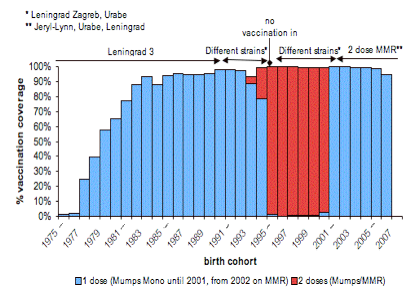 * Leningrad Zagreb, Urabe
** Jeryl-Lynn, Urabe, Leningrad
no
vaccination in
Leningrad 3
Different strains*
Different strains*
2 dose MMR**
% vaccination coverage
100%
90%
80%
70%
60%
50%
40%
30%
20%
10%
0%
1975 1977 1979 1981 1983 1985 1987 1989 1991 1993 1995 1997 1999 2001 2003 2005 2007
birth cohort
1 dose (Mumps Mono until 2001, from 2002 on MMR) 2 doses (Mumps/MMR)